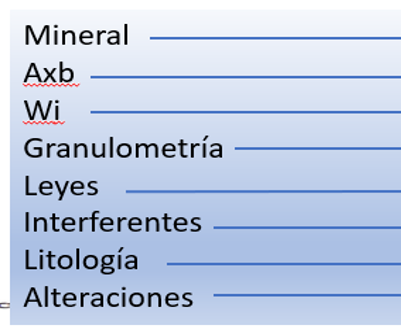 Mineral
Axb
Wi
Granulometría
Leyes
Interferentes
Litología
Alteraciones